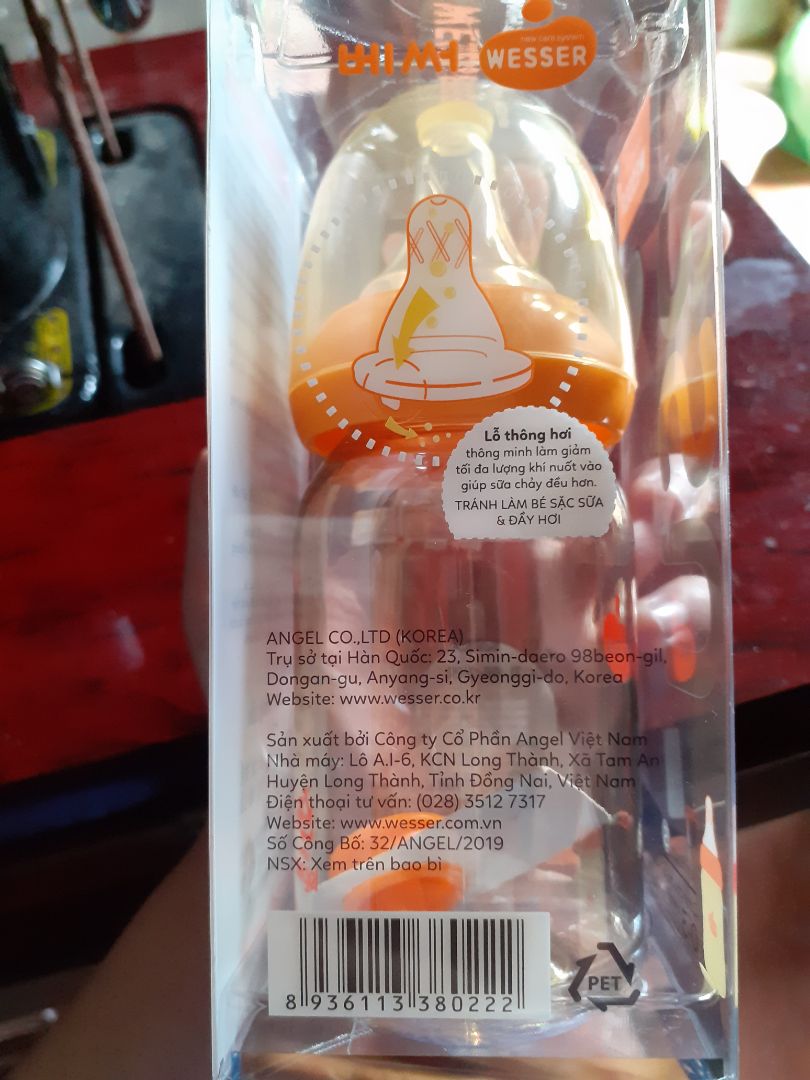 new care system
WESSER
Lỗ thông hơi
thông minh làm giảm
tối đa lượng khí nuốt vào
giúp sữa chảy đều hơn.
TRÁNH LÀM BÉ SẶC SỮA
& ĐẦY HƠI
ANGEL CO.,LTD (KOREA)
Trụ sở tại Hàn Quốc: 23, Simin-daero 98beon-gil,
Dongan-gu, Anyang-si, Gyeonggi-do, Korea
Website: www.wesser.co.kr
Sản xuất bởi Công ty Cổ Phần Angel Việt Nam
Nhà máy: Lô A.I-6, KCN Long Thành, Xã Tam An
Huyện Long Thành, Tỉnh Đồng Nai, Việt Nam
Điện thoại tư vấn: (028) 3512 7317
Website: www.wesser.com.vn
Số Công Bố: 32/ANGEL/2019
NSX: Xem trên bao bì
8 936113 380222
PET